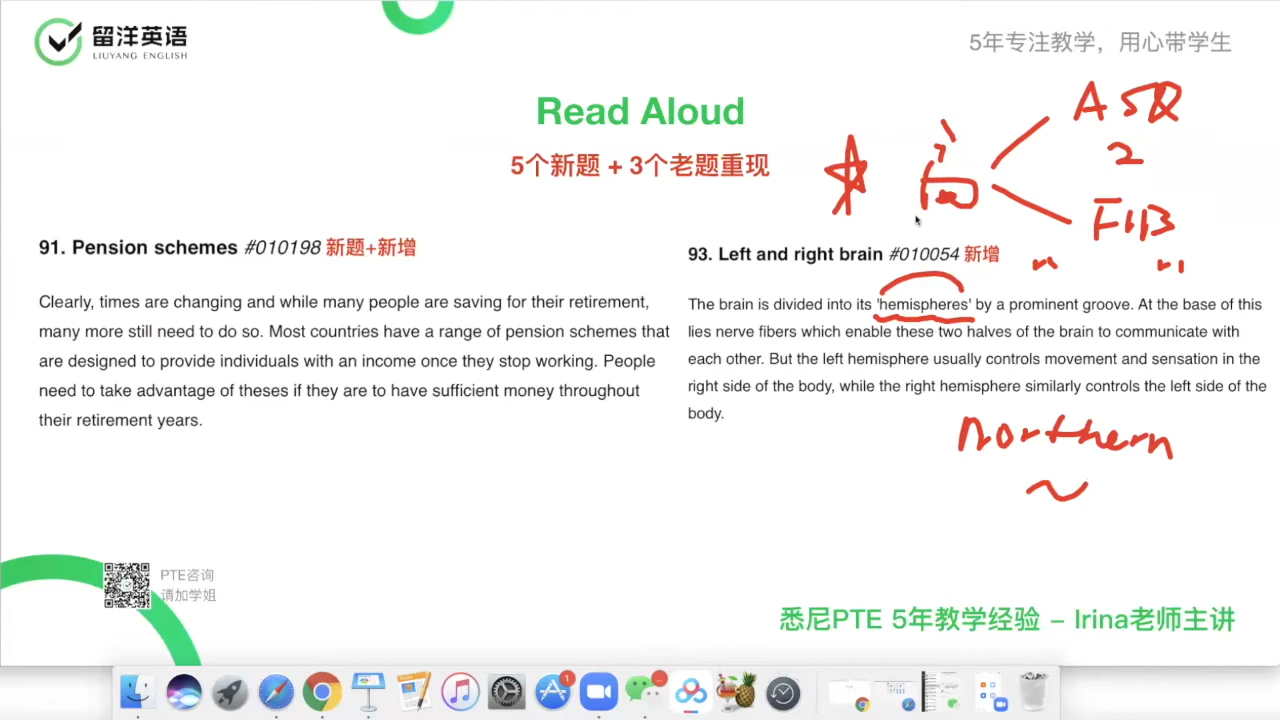 留洋英语
LIUYANG ENGLISH
5年专注教学，用心带学生
Read Aloud
5个新题 + 3个老题重现
高
ASQ
2
FIB
91. Pension schemes #010198 新题+新增
Clearly, times are changing and while many people are saving for their retirement,
many more still need to do so. Most countries have a range of pension schemes that
are designed to provide individuals with an income once they stop working. People
need to take advantage of theses if they are to have sufficient money throughout
their retirement years.
93. Left and right brain #010054 新增
The brain is divided into its 'hemispheres' by a prominent groove. At the base of this
lies nerve fibers which enable these two halves of the brain to communicate with
each other. But the left hemisphere usually controls movement and sensation in the
right side of the body, while the right hemisphere similarly controls the left side of the
body.
northern
PTE咨询
请加学姐
悉尼PTE 5年教学经验 – Irina老师主讲
1